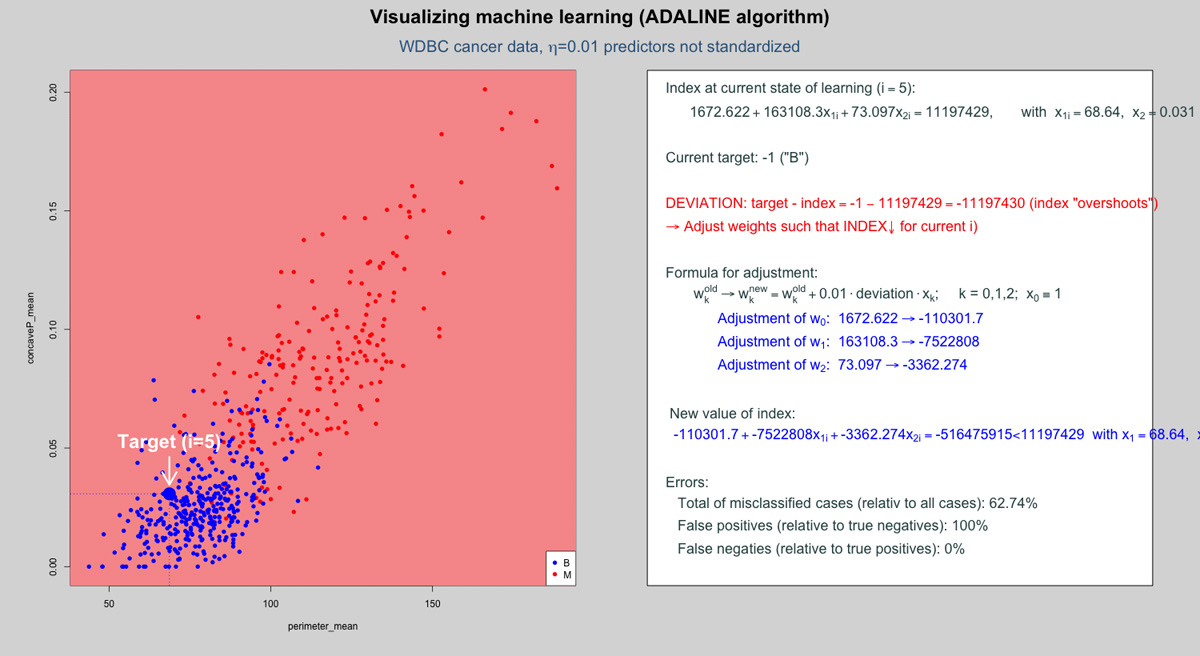 Visualizing machine learning (ADALINE algorithm)
WDBC cancer data, η=0.01 predictors not standardized
0.20
0.15
0.10
0.05
0.00
concaveP_mean
Target (i=5)
B
M
50
100
150
perimeter_mean
Index at current state of learning (i = 5):
1672.622 + 163108.3x₁ᵢ + 73.097x₂ᵢ = 11197429, with x₁ᵢ = 68.64, x₂ = 0.031
Current target: -1 ("B")
DEVIATION: target - index = -1 − 11197429 = -11197430 (index "overshoots")
→ Adjust weights such that INDEX↓ for current i)
Formula for adjustment:
wₖ^old → wₖ^new = wₖ^old + 0.01 · deviation · xₖ; k = 0,1,2; x₀ ≡ 1
Adjustment of w₀: 1672.622 → -110301.7
Adjustment of w₁: 163108.3 → -7522808
Adjustment of w₂: 73.097 → -3362.274
New value of index:
-110301.7 + -7522808x₁ᵢ + -3362.274x₂ᵢ = -516475915<11197429 with x₁ = 68.64,
Errors:
Total of misclassified cases (relativ to all cases): 62.74%
False positives (relative to true negatives): 100%
False negaties (relative to true positives): 0%